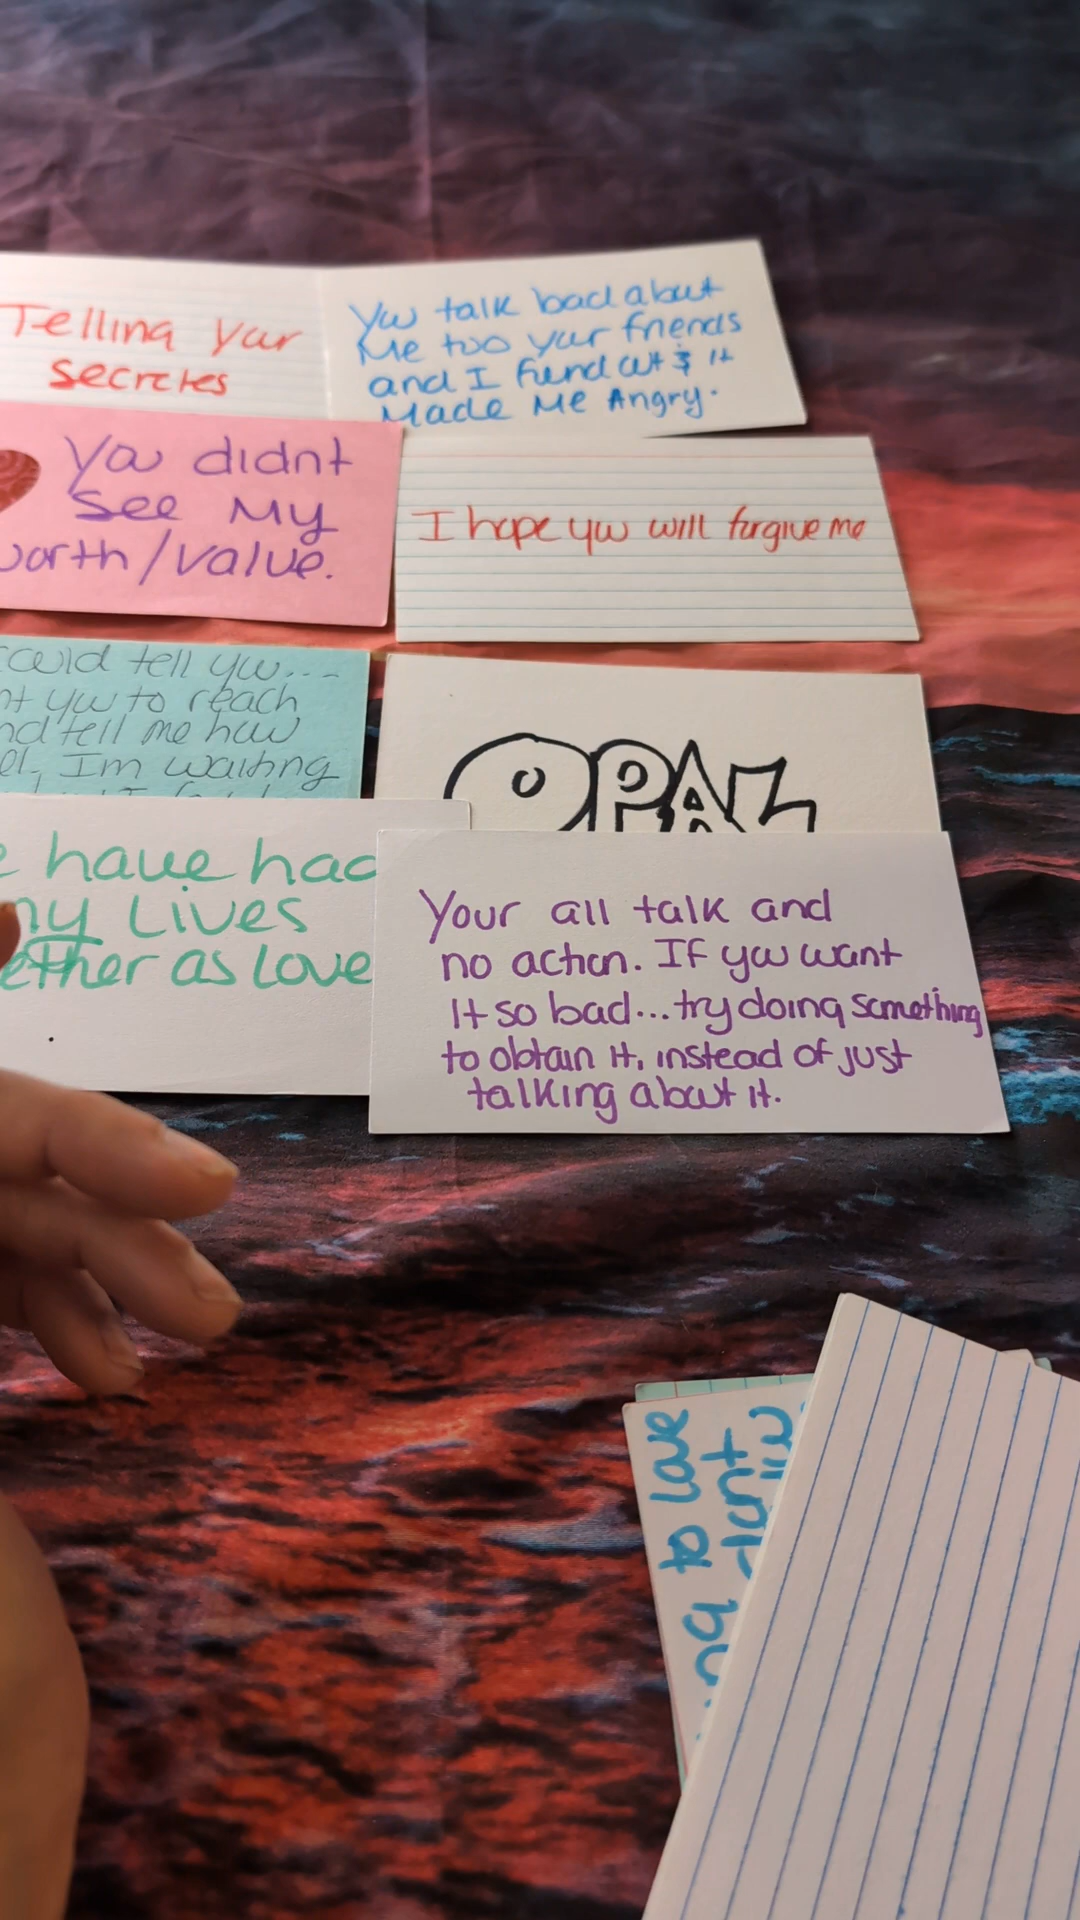 Telling your
secretes
You talk bad about
Me too your friends
and I fiund out & it
Made Me Angry.
You didnt
see My
worth/value.
I hope you will forgive me
could tell you....
you to reach
tell me how
Im waiting
OPAL
have had
Lives
as love
Your all talk and
no action. If you want
It so bad...try doing something
to obtain it, instead of just
talking about it.
to love